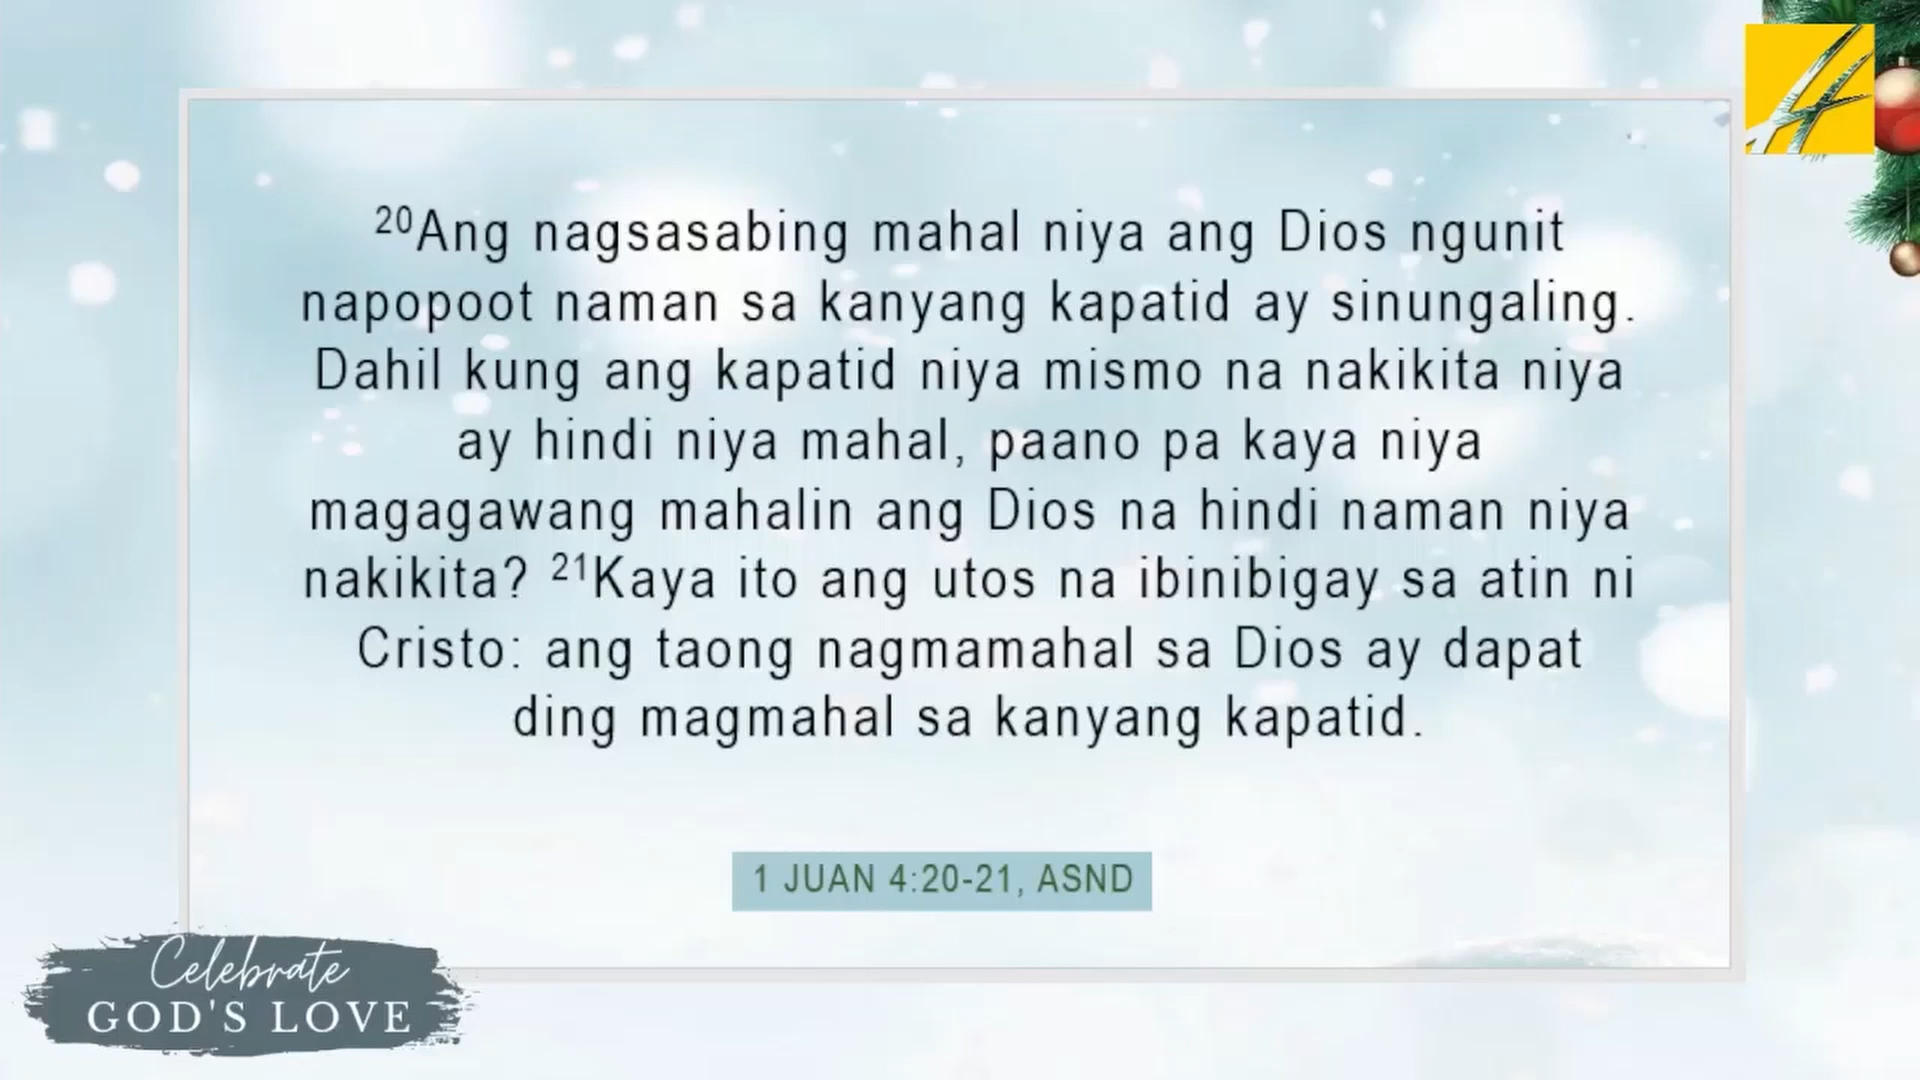 ²⁰Ang nagsasabing mahal niya ang Dios ngunit
napopoot naman sa kanyang kapatid ay sinungaling.
Dahil kung ang kapatid niya mismo na nakikita niya
ay hindi niya mahal, paano pa kaya niya
magagawang mahalin ang Dios na hindi naman niya
nakikita? ²¹Kaya ito ang utos na ibinibigay sa atin ni
Cristo: ang taong nagmamahal sa Dios ay dapat
ding magmahal sa kanyang kapatid.
1 JUAN 4:20-21, ASND
Celebrate
GOD'S LOVE